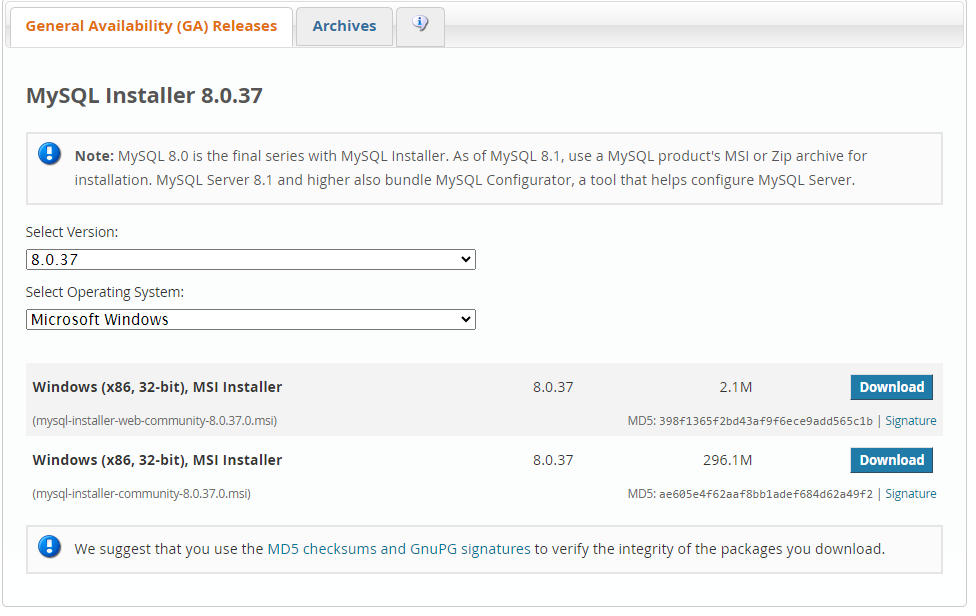 General Availability (GA) Releases
Archives
MySQL Installer 8.0.37
Note: MySQL 8.0 is the final series with MySQL Installer. As of MySQL 8.1, use a MySQL product's MSI or Zip archive for
installation. MySQL Server 8.1 and higher also bundle MySQL Configurator, a tool that helps configure MySQL Server.
Select Version:
8.0.37
Select Operating System:
Microsoft Windows
Windows (x86, 32-bit), MSI Installer 8.0.37 2.1M Download
(mysql-installer-web-community-8.0.37.0.msi) MD5: 398f1365f2bd43af9f6ece9add565c1b | Signature
Windows (x86, 32-bit), MSI Installer 8.0.37 296.1M Download
(mysql-installer-community-8.0.37.0.msi) MD5: ae605e4f62aaf8bb1adef684d62a49f2 | Signature
We suggest that you use the MD5 checksums and GnuPG signatures to verify the integrity of the packages you download.